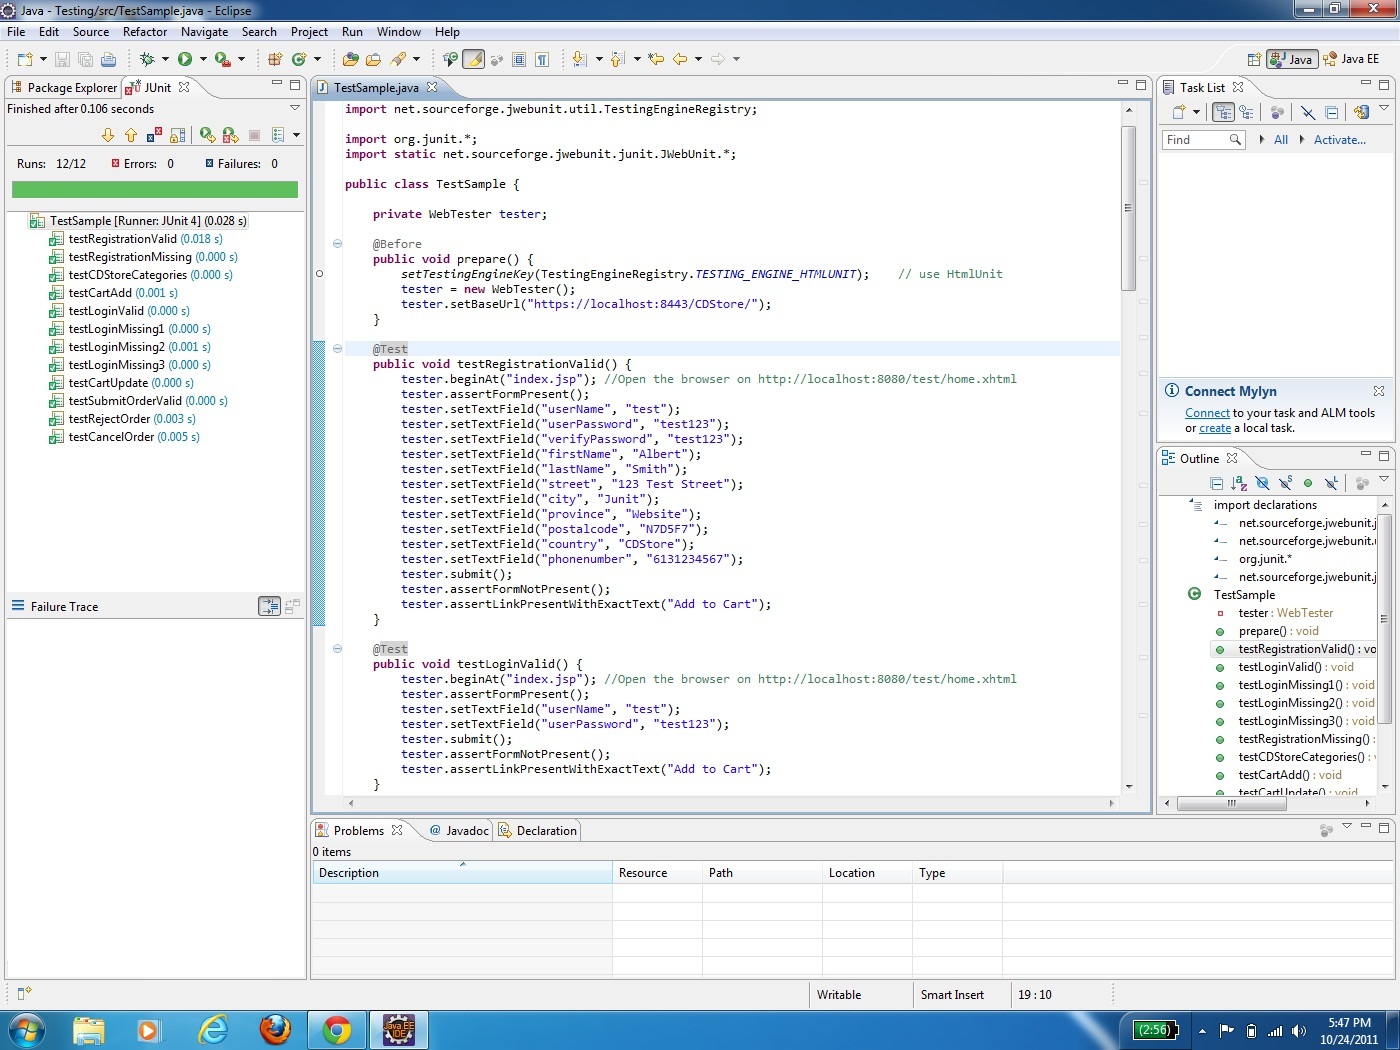 Java - Testing/src/TestSample.java - Eclipse
File Edit Source Refactor Navigate Search Project Run Window Help
Java Java EE
Package Explorer JUnit
Finished after 0.106 seconds
Runs: 12/12 Errors: 0 Failures: 0
TestSample [Runner: JUnit 4] (0.028 s)
testRegistrationValid (0.018 s)
testRegistrationMissing (0.000 s)
testCDStoreCategories (0.000 s)
testCartAdd (0.001 s)
testLoginValid (0.000 s)
testLoginMissing1 (0.000 s)
testLoginMissing2 (0.001 s)
testLoginMissing3 (0.000 s)
testCartUpdate (0.000 s)
testSubmitOrderValid (0.000 s)
testRejectOrder (0.003 s)
testCancelOrder (0.005 s)
Failure Trace
TestSample.java
import net.sourceforge.jwebunit.util.TestingEngineRegistry;
import org.junit.*;
import static net.sourceforge.jwebunit.junit.JWebUnit.*;
public class TestSample {
private WebTester tester;
@Before
public void prepare() {
setTestingEngineKey(TestingEngineRegistry.TESTING_ENGINE_HTMLUNIT); // use HtmlUnit
tester = new WebTester();
tester.setBaseUrl("https://localhost:8443/CDStore/");
}
@Test
public void testRegistrationValid() {
tester.beginAt("index.jsp"); //Open the browser on http://localhost:8080/test/home.xhtml
tester.assertFormPresent();
tester.setTextField("userName", "test");
tester.setTextField("userPassword", "test123");
tester.setTextField("verifyPassword", "test123");
tester.setTextField("firstName", "Albert");
tester.setTextField("lastName", "Smith");
tester.setTextField("street", "123 Test Street");
tester.setTextField("city", "Junit");
tester.setTextField("province", "Website");
tester.setTextField("postalcode", "N7D5F7");
tester.setTextField("country", "CDStore");
tester.setTextField("phonenumber", "6131234567");
tester.submit();
tester.assertFormNotPresent();
tester.assertLinkPresentWithExactText("Add to Cart");
}
@Test
public void testLoginValid() {
tester.beginAt("index.jsp"); //Open the browser on http://localhost:8080/test/home.xhtml
tester.assertFormPresent();
tester.setTextField("userName", "test");
tester.setTextField("userPassword", "test123");
tester.submit();
tester.assertFormNotPresent();
tester.assertLinkPresentWithExactText("Add to Cart");
}
Task List
Find All Activate...
Connect Mylyn
Connect to your task and ALM tools
or create a local task.
Outline
import declarations
net.sourceforge.jwebunit.j
net.sourceforge.jwebunit.u
org.junit.*
net.sourceforge.jwebunit.j
TestSample
tester : WebTester
prepare() : void
testRegistrationValid() : vo
testLoginValid() : void
testLoginMissing1() : void
testLoginMissing2() : void
testLoginMissing3() : void
testRegistrationMissing() :
testCDStoreCategories() :
testCartAdd() : void
testCartUpdate() : void
Problems Javadoc Declaration
0 items
Description Resource Path Location Type
Writable Smart Insert 19 : 10
Java EE
IDE
(2:56)
5:47 PM
10/24/2011